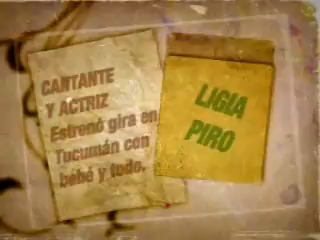 CANTANTE
Y ACTRIZ
Estrenó gira en
Tucumán con
bebé y todo.
LIGIA
PIRO